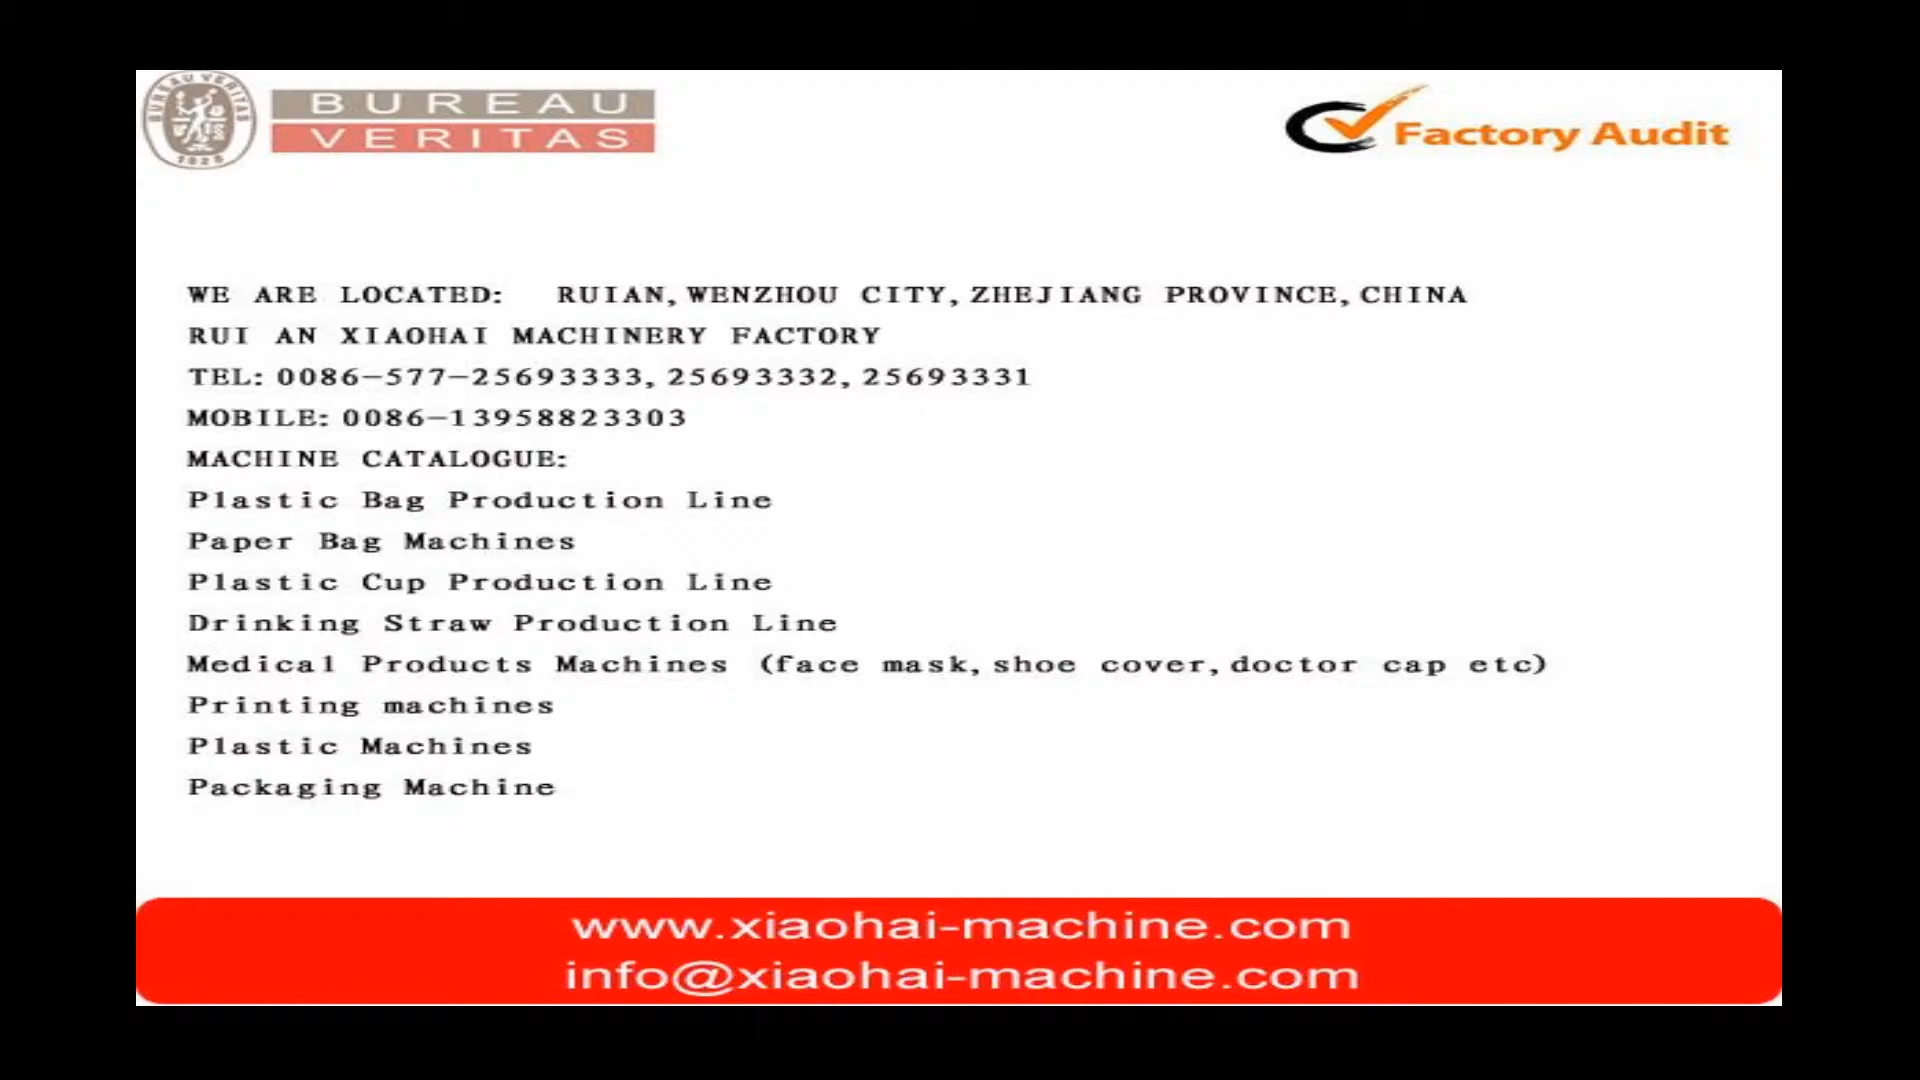 BUREAU VERITAS
1828
BUREAU
VERITAS
Factory Audit
WE ARE LOCATED: RUIAN,WENZHOU CITY,ZHEJIANG PROVINCE,CHINA
RUI AN XIAOHAI MACHINERY FACTORY
TEL:0086-577-25693333,25693332,25693331
MOBILE:0086-13958823303
MACHINE CATALOGUE:
Plastic Bag Production Line
Paper Bag Machines
Plastic Cup Production Line
Drinking Straw Production Line
Medical Products Machines (face mask,shoe cover,doctor cap etc)
Printing machines
Plastic Machines
Packaging Machine
www.xiaohai-machine.com
info@xiaohai-machine.com